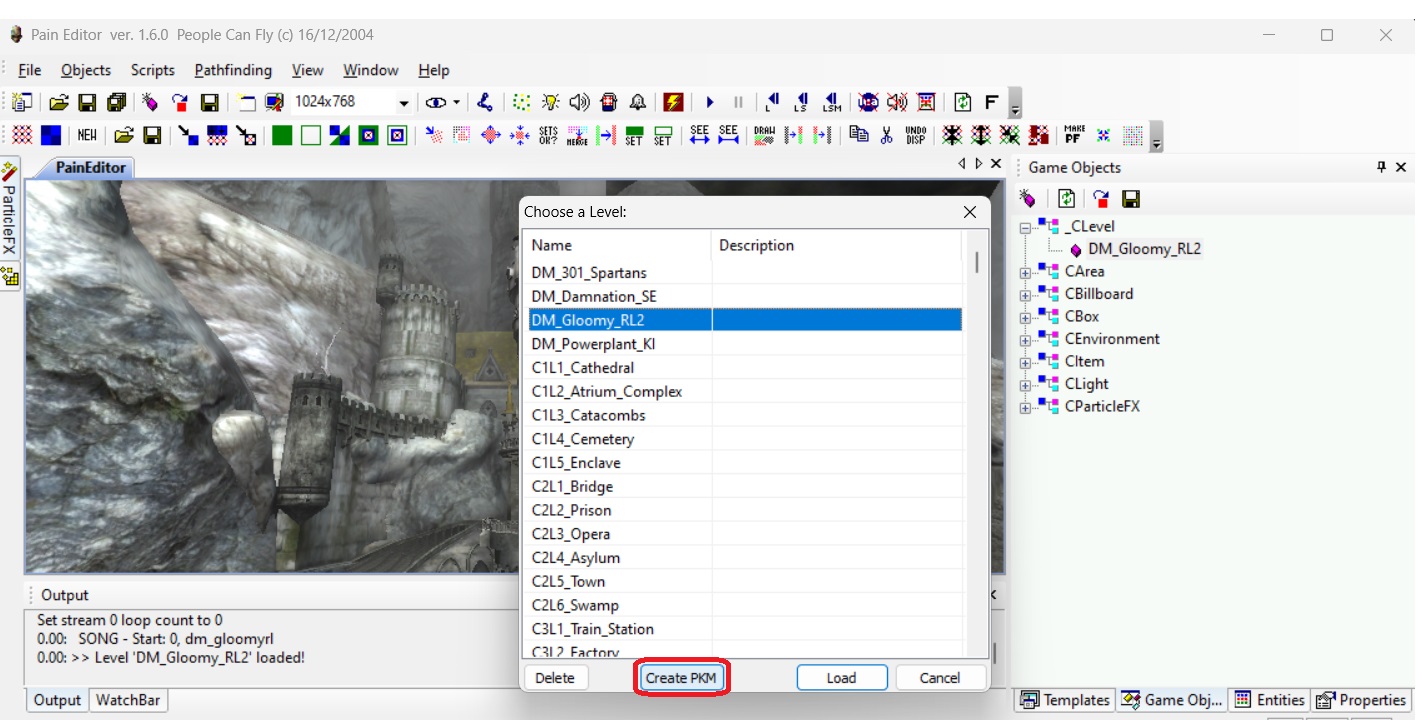 Pain Editor ver. 1.6.0 People Can Fly (c) 16/12/2004
File Objects Scripts Pathfinding View Window Help
1024x768
F
NEW SETS OK? MERGE SET SET SEE SEE DRAW UNDO DISP MAKE PF
PainEditor
Game Objects
ParticleFX
Choose a Level:
Name Description
DM_301_Spartans
DM_Damnation_SE
DM_Gloomy_RL2
DM_Powerplant_KI
C1L1_Cathedral
C1L2_Atrium_Complex
C1L3_Catacombs
C1L4_Cemetery
C1L5_Enclave
C2L1_Bridge
C2L2_Prison
C2L3_Opera
C2L4_Asylum
C2L5_Town
C2L6_Swamp
C3L1_Train_Station
C3L2_Factory
Delete Create PKM Load Cancel
_CLevel
DM_Gloomy_RL2
CArea
CBillboard
CBox
CEnvironment
CItem
CLight
CParticleFX
Output
Set stream 0 loop count to 0
0.00: SONG - Start: 0, dm_gloomyrl
0.00: >> Level 'DM_Gloomy_RL2' loaded!
Output WatchBar
Templates Game Obj... Entities Properties